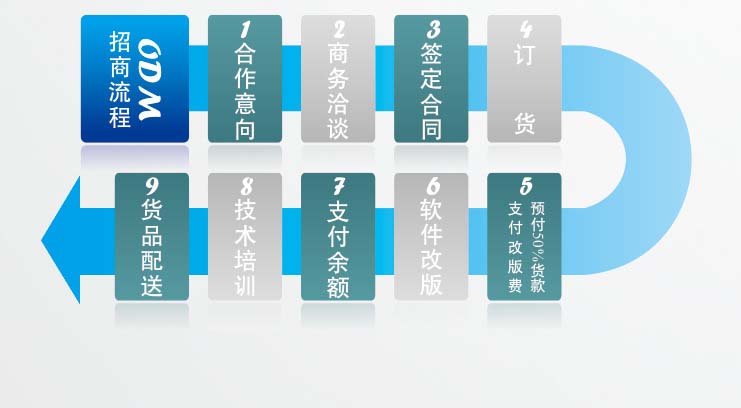 ODM
招商流程
1
合作意向
2
商务洽谈
3
签定合同
4
订货
5
预付50%货款
支付改版费
6
软件改版
7
支付余额
8
技术培训
9
货品配送